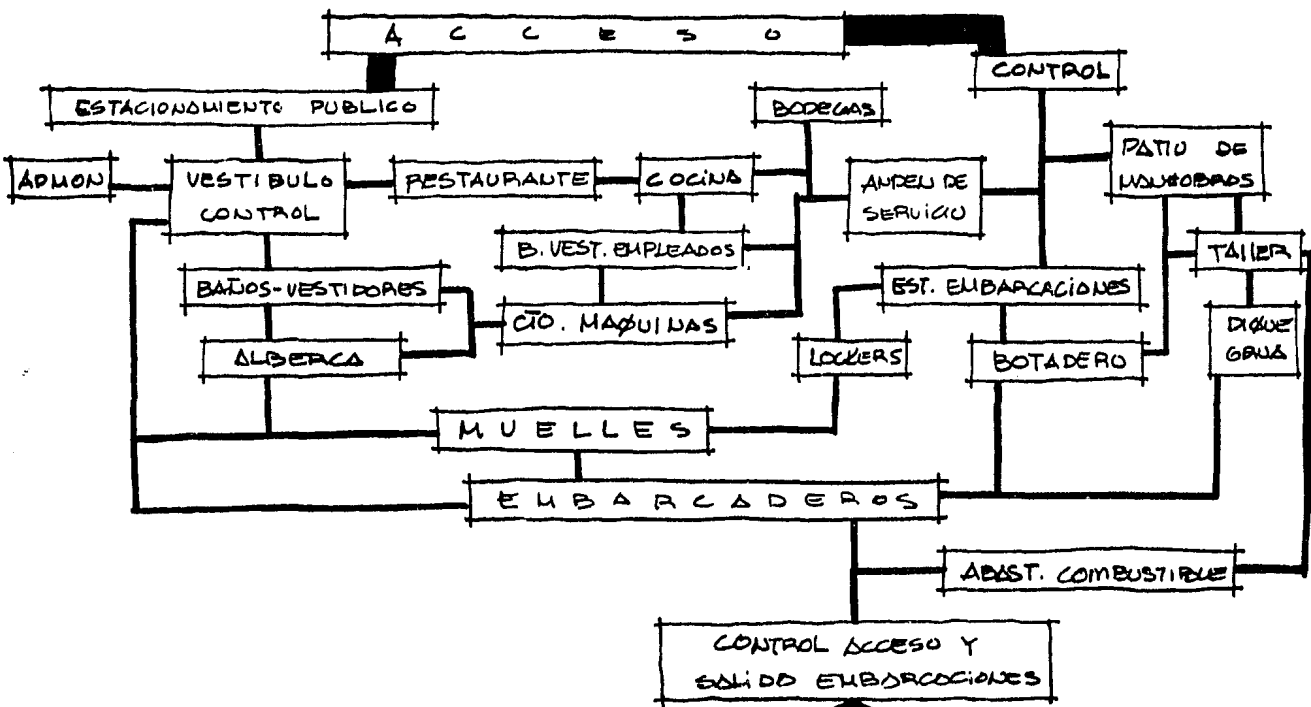 ACCESO
CONTROL
ESTACIONAMIENTO PUBLICO
BODEGAS
ADMON
VESTIBULO
CONTROL
RESTAURANTE
COCINA
ANDEN DE
SERVICIO
PATIO DE
MANIOBRAS
B. VEST. EMPLEADOS
TALLER
BAÑOS-VESTIDORES
EST. EMBARCACIONES
CTO. MAQUINAS
DIQUE
GRUA
ALBERCA
LOCKERS
BOTADERO
MUELLES
EMBARCADEROS
ABAST. COMBUSTIBLE
CONTROL ACCESO Y
SALIDA EMBARCACIONES